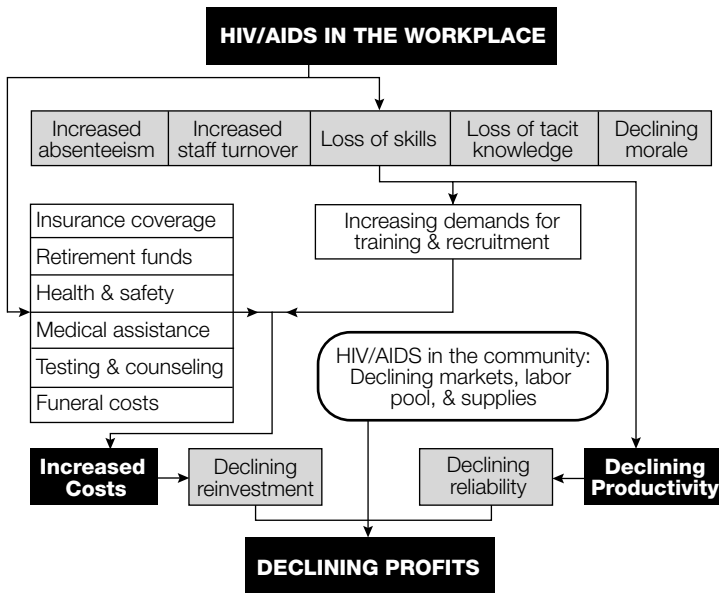 HIV/AIDS IN THE WORKPLACE
Increased
absenteeism
Increased
staff turnover
Loss of skills
Loss of tacit
knowledge
Declining
morale
Insurance coverage
Retirement funds
Health & safety
Medical assistance
Testing & counseling
Funeral costs
Increasing demands for
training & recruitment
HIV/AIDS in the community:
Declining markets, labor
pool, & supplies
Increased
Costs
Declining
reinvestment
Declining
reliability
Declining
Productivity
DECLINING PROFITS